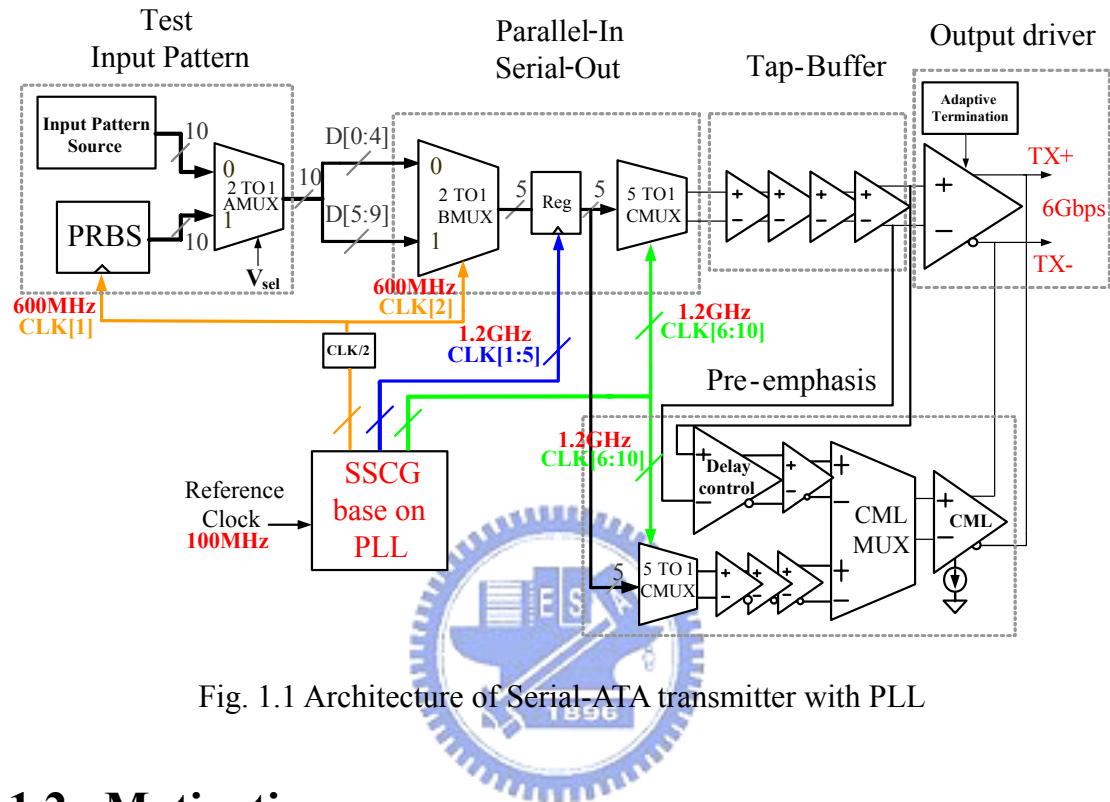 Test
Input Pattern
Parallel-In
Serial-Out
Tap-Buffer
Output driver
Input Pattern
Source
10
PRBS
10
0
2 TO1
AMUX
1
Vsel
10
D[0:4]
D[5:9]
0
2 TO1
BMUX
1
5
Reg
5
5 TO 1
CMUX
+
−
+
−
+
−
+
−
Adaptive
Termination
+
−
TX+
6Gbps
TX-
600MHz
CLK[1]
600MHz
CLK[2]
1.2GHz
CLK[1:5]
1.2GHz
CLK[6:10]
CLK/2
Pre-emphasis
1.2GHz
CLK[6:10]
Reference
Clock
100MHz
SSCG
base on
PLL
+
Delay
control
−
+
−
+
−
CML
MUX
+
−
+
CML
−
5
5 TO 1
CMUX
+
−
+
−
+
−
E S A
1896
Fig. 1.1 Architecture of Serial-ATA transmitter with PLL